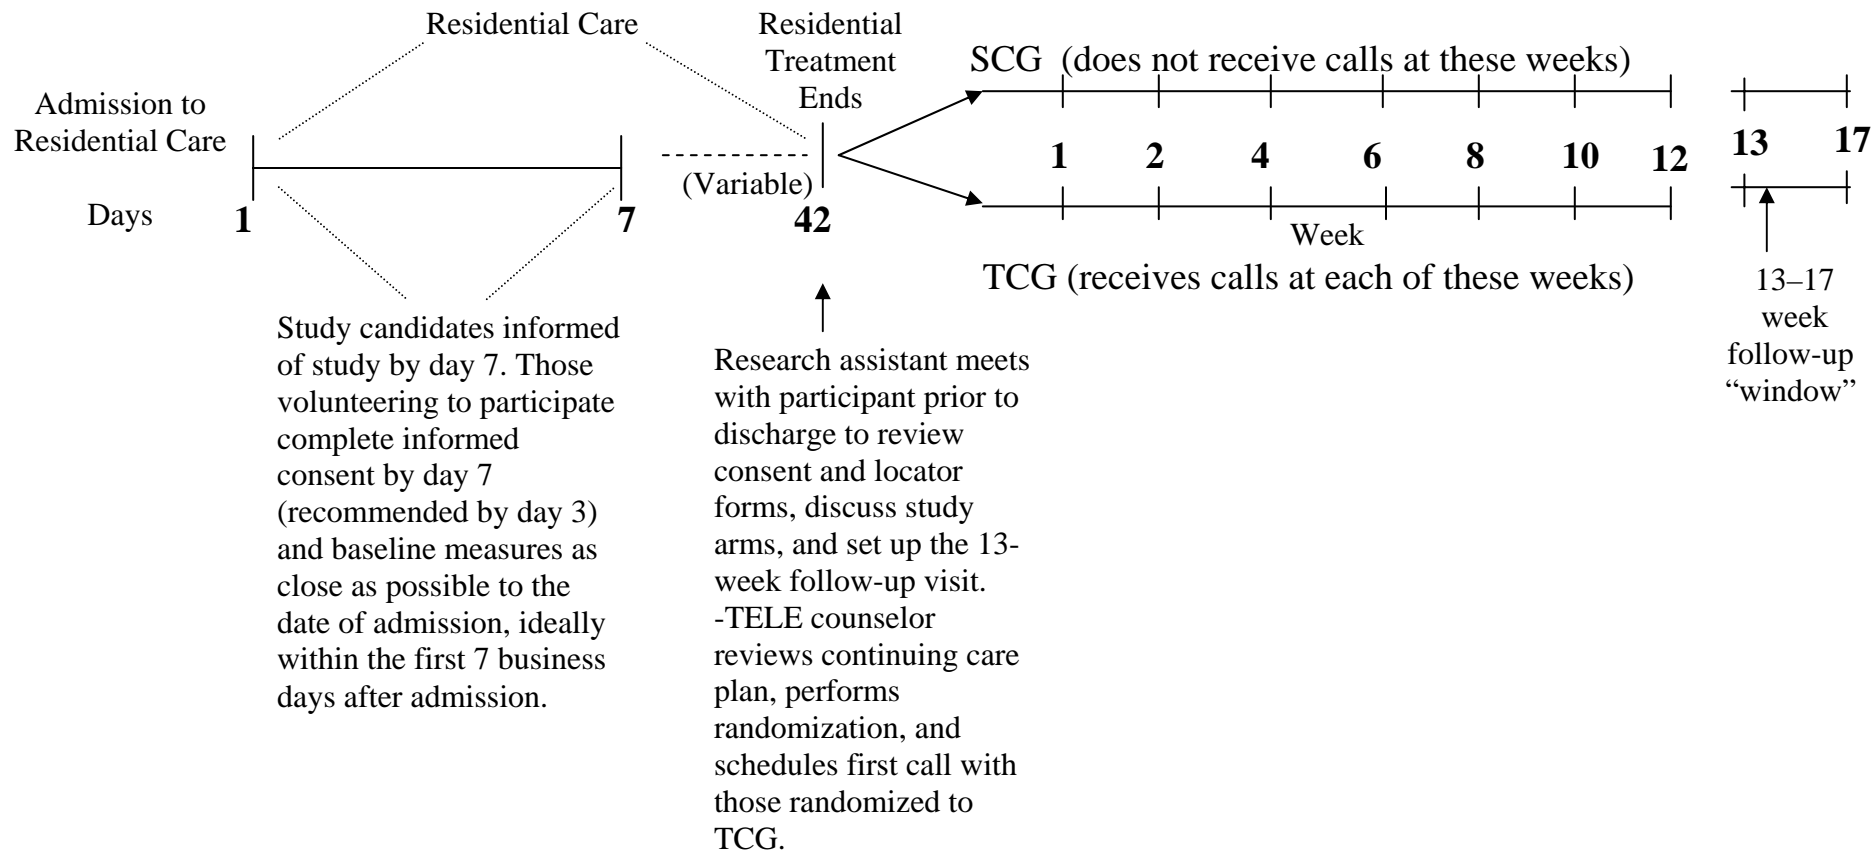 Residential Care
Residential
Treatment
Ends
SCG (does not receive calls at these weeks)
Admission to
Residential Care
(Variable)
Days
1
7
42
1 2 4 6 8 10 12 13 17
Week
TCG (receives calls at each of these weeks)
13–17
week
follow-up
“window”
Study candidates informed
of study by day 7. Those
volunteering to participate
complete informed
consent by day 7
(recommended by day 3)
and baseline measures as
close as possible to the
date of admission, ideally
within the first 7 business
days after admission.
Research assistant meets
with participant prior to
discharge to review
consent and locator
forms, discuss study
arms, and set up the 13-
week follow-up visit.
-TELE counselor
reviews continuing care
plan, performs
randomization, and
schedules first call with
those randomized to
TCG.